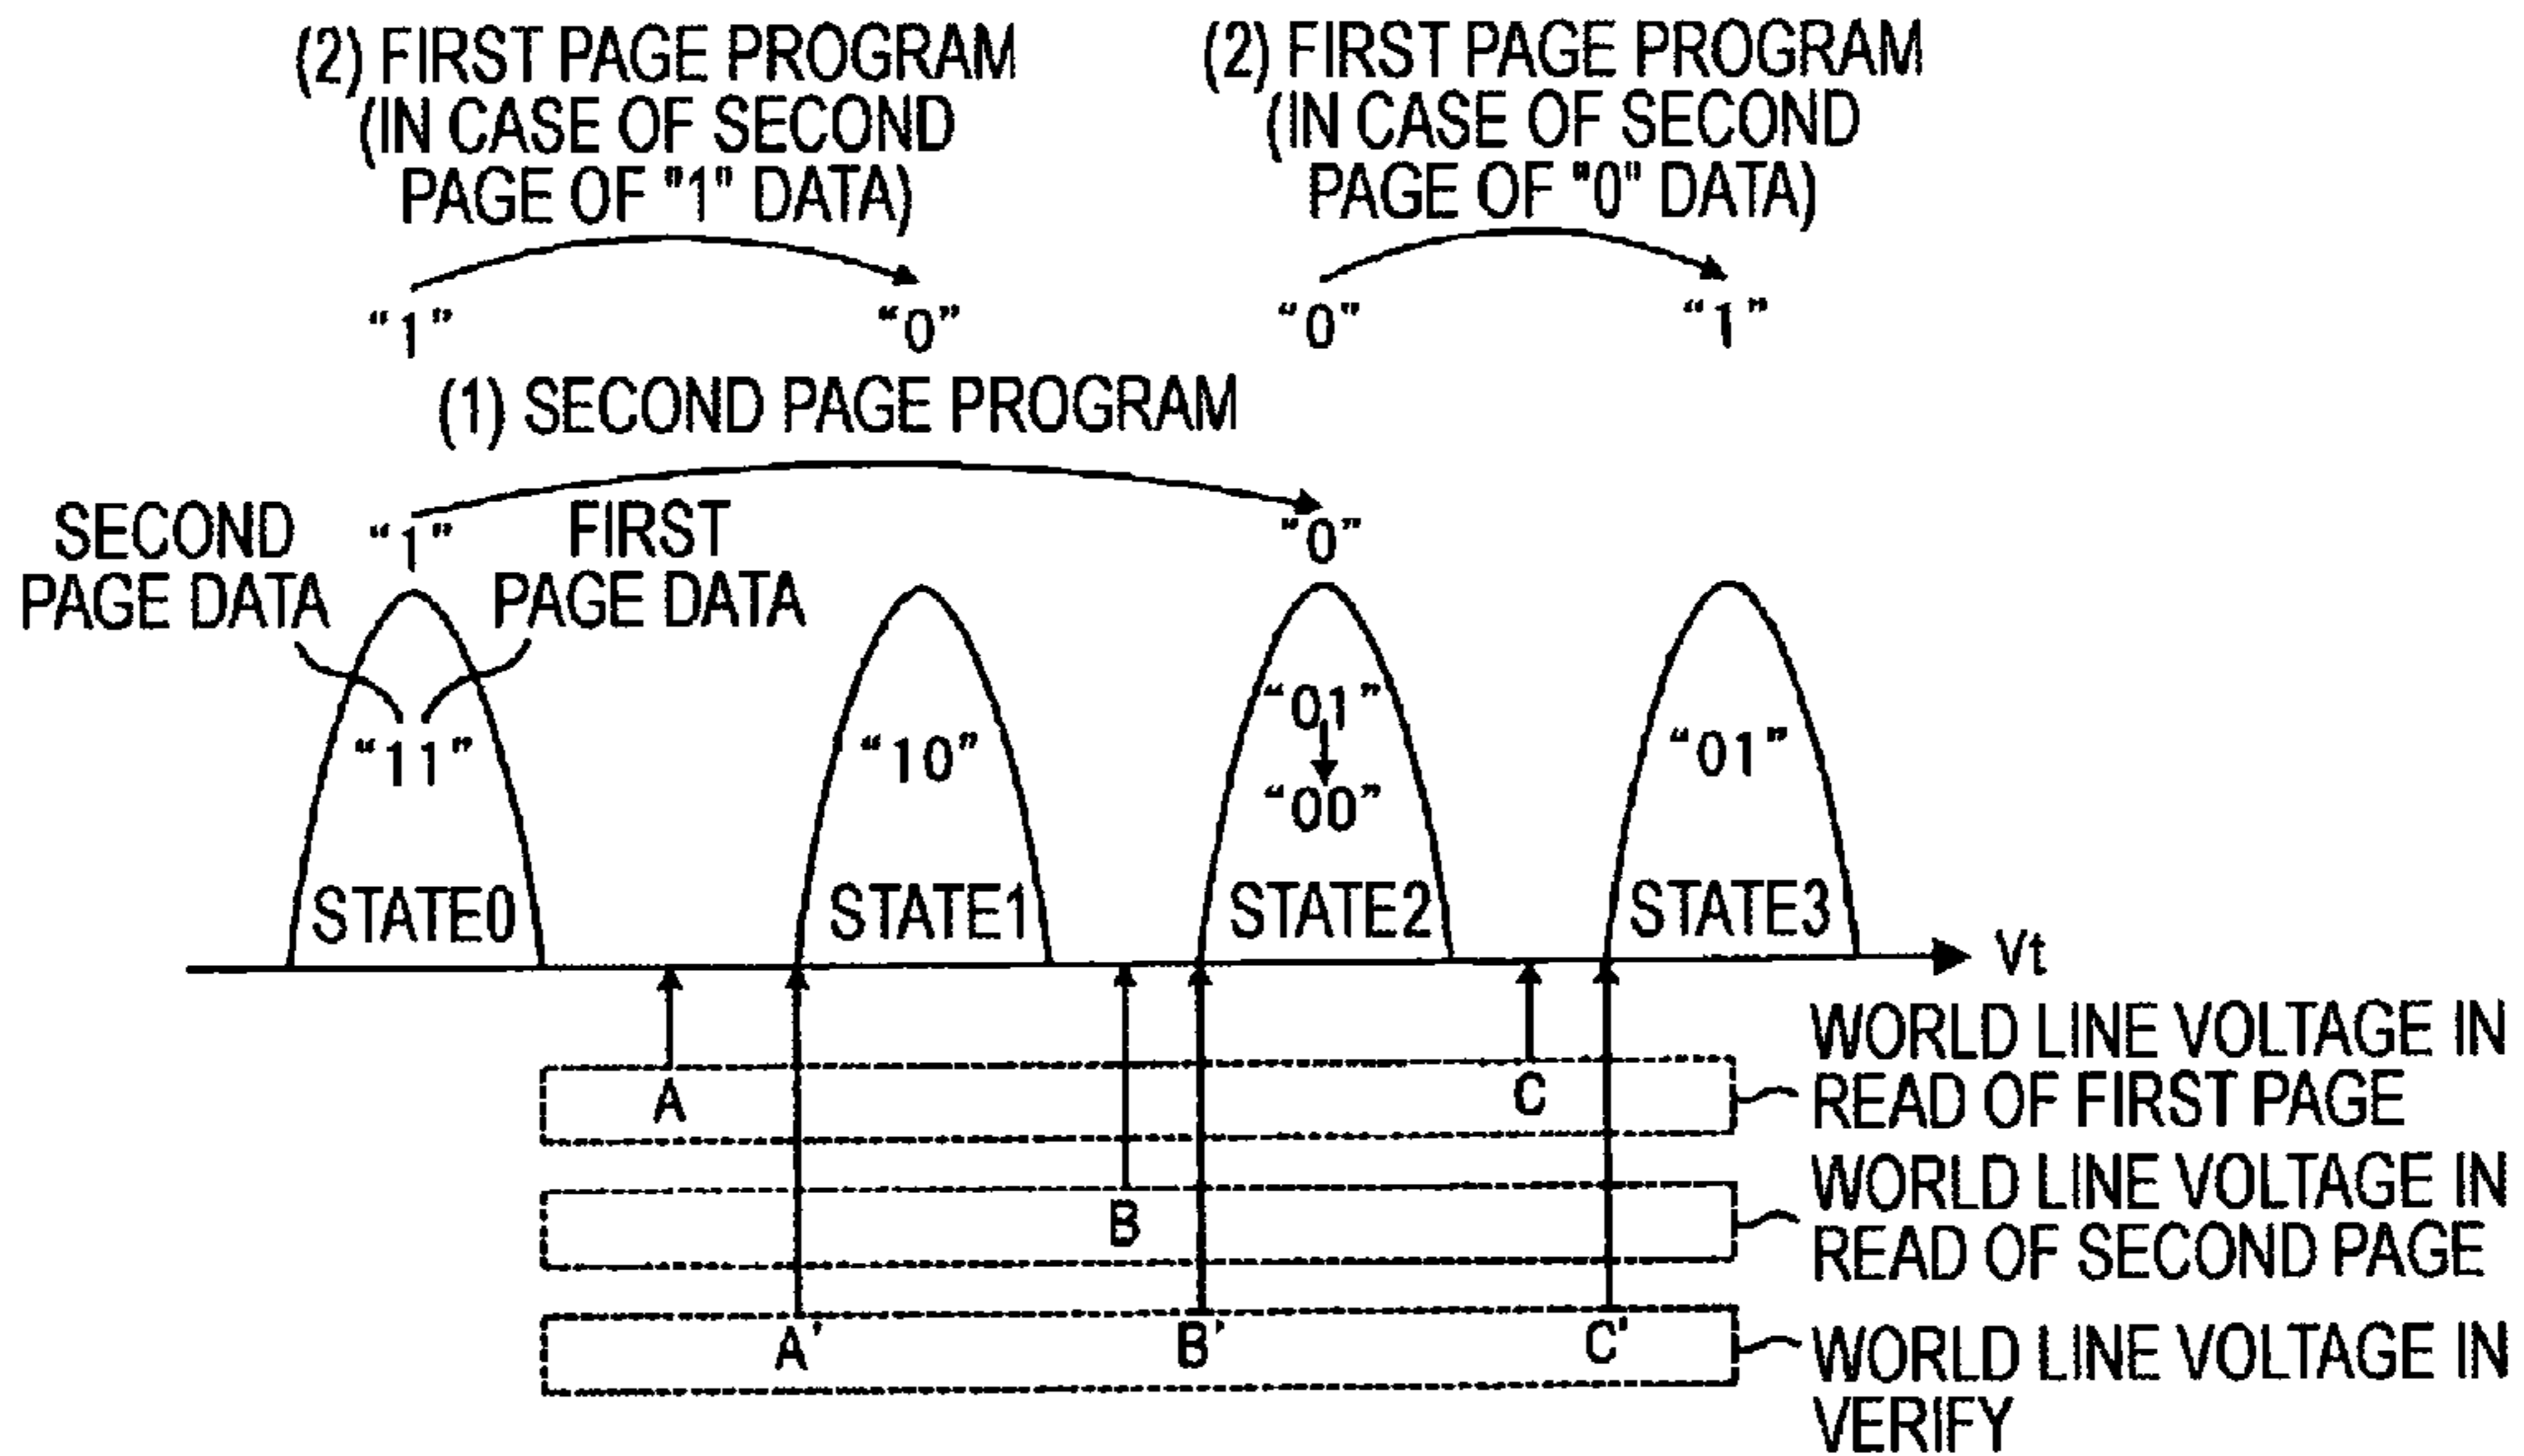 (2) FIRST PAGE PROGRAM
(IN CASE OF SECOND
PAGE OF "1" DATA)
(2) FIRST PAGE PROGRAM
(IN CASE OF SECOND
PAGE OF "0" DATA)
“1”
“0”
“0”
“1”
(1) SECOND PAGE PROGRAM
SECOND
PAGE DATA
“1”
FIRST
PAGE DATA
“0”
“11”
“10”
“01”
“00”
“01”
STATE0
STATE1
STATE2
STATE3
Vt
A
C
WORLD LINE VOLTAGE IN
READ OF FIRST PAGE
B
WORLD LINE VOLTAGE IN
READ OF SECOND PAGE
A'
B'
C'
WORLD LINE VOLTAGE IN
VERIFY